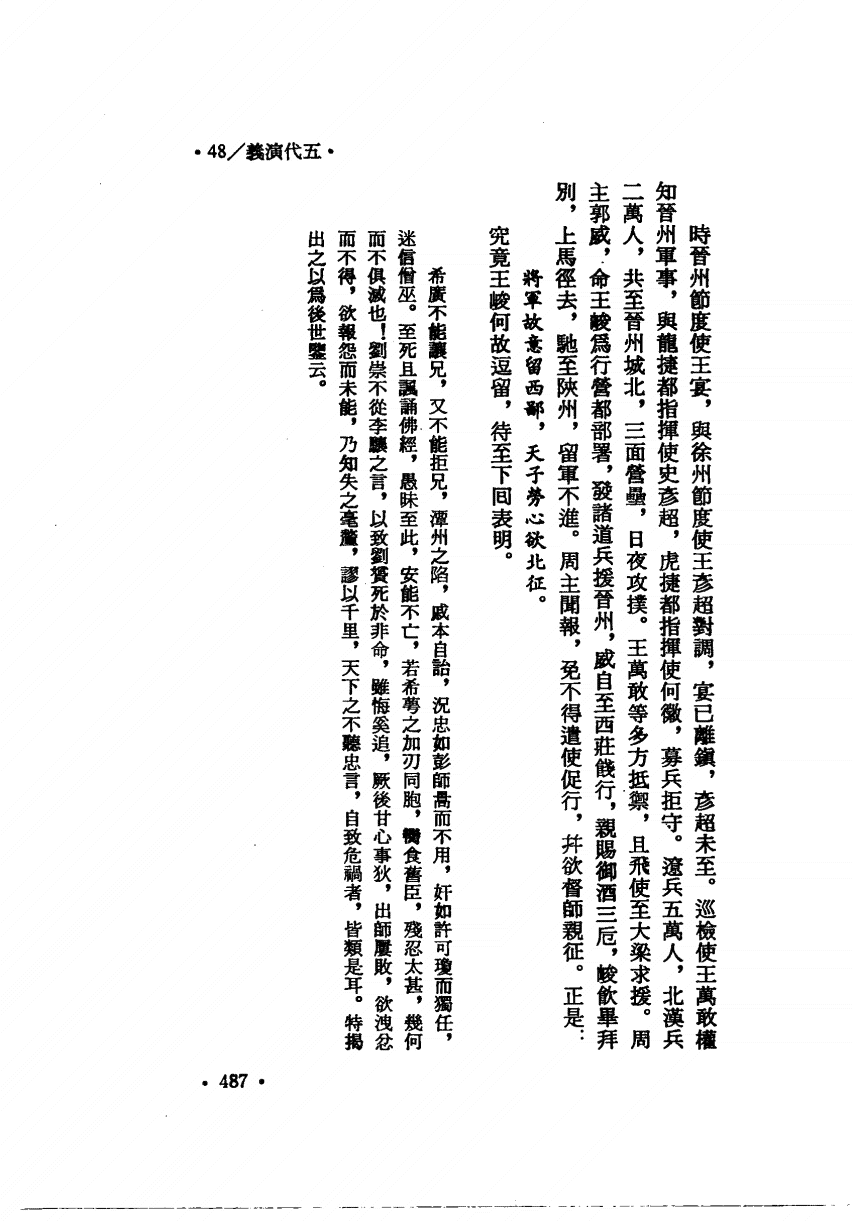 •48/義演代五•
時晉州節度使王宴，與徐州節度使王彥超對調，宴已離鎭，彥超未至。巡檢使王萬敢權
知晉州軍事，與龍捷都指揮使史彥超，虎捷都指揮使何徽，募兵拒守。遼兵五萬人，北漢兵
二萬人，共至晉州城北，三面營壘，日夜攻撲。王萬敢等多方抵禦，且飛使至大梁求援。周
主郭威，命王峻爲行營都部署，發諸道兵援晉州，威自至西莊餞行，親賜御酒三巵，峻飮畢拜
別，上馬徑去，馳至陝州，留軍不進。周主聞報，免不得遣使促行，幷欲督師親征。正是：
將軍故意留西鄙，天子勞心欲北征。
究竟王峻何故逗留，待至下回表明。
希廣不能讓兄，又不能拒兄，潭州之陷，戚本自詒，況忠如彭師暠而不用，奸如許可瓊而獨任，
迷信僧巫。至死且諷誦佛經，愚昧至此，安能不亡，若希萼之加刃同胞，臠食舊臣，殘忍太甚，幾何
而不俱滅也！劉崇不從李驤之言，以致劉贇死於非命，雖悔奚追，厥後甘心事狄，出師屢敗，欲洩忿
而不得，欲報怨而未能，乃知失之毫釐，謬以千里，天下之不聽忠言，自致危禍者，皆類是耳。特揭
出之以爲後世鑒云。
•487•